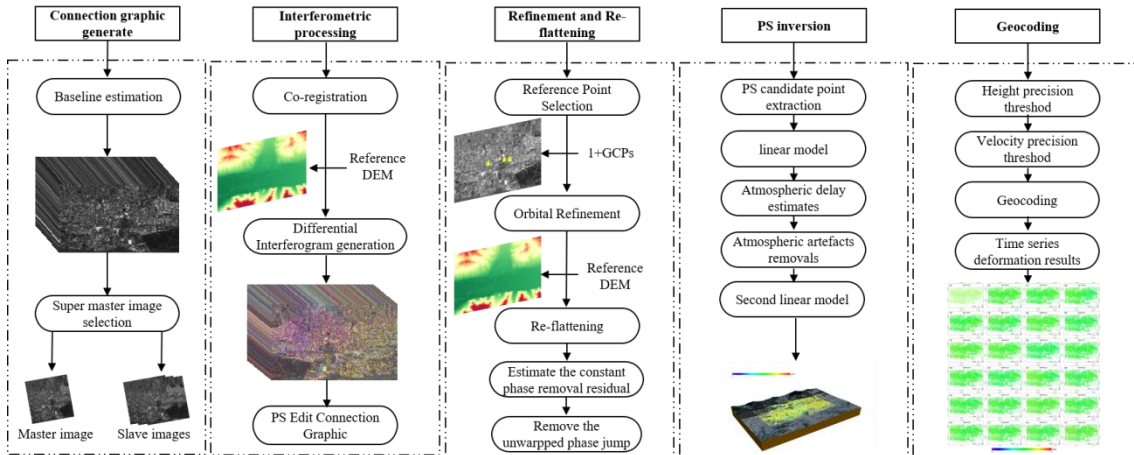 Connection graphic
generate
Baseline estimation
Super master image
selection
Master image
Slave images
Interferometric
processing
Co-registration
Reference
DEM
Differential
Interferogram generation
PS Edit Connection
Graphic
Refinement and Re-
flattening
Reference Point
Selection
1+GCPs
Orbital Refinement
Reference
DEM
Re-flattening
Estimate the constant
phase removal residual
Remove the
unwarpped phase jump
PS inversion
PS candidate point
extraction
linear model
Atmospheric delay
estimates
Atmospheric artefacts
removals
Second linear model
Geocoding
Height precision
threshod
Velocity precision
threshod
Geocoding
Time series
deformation results